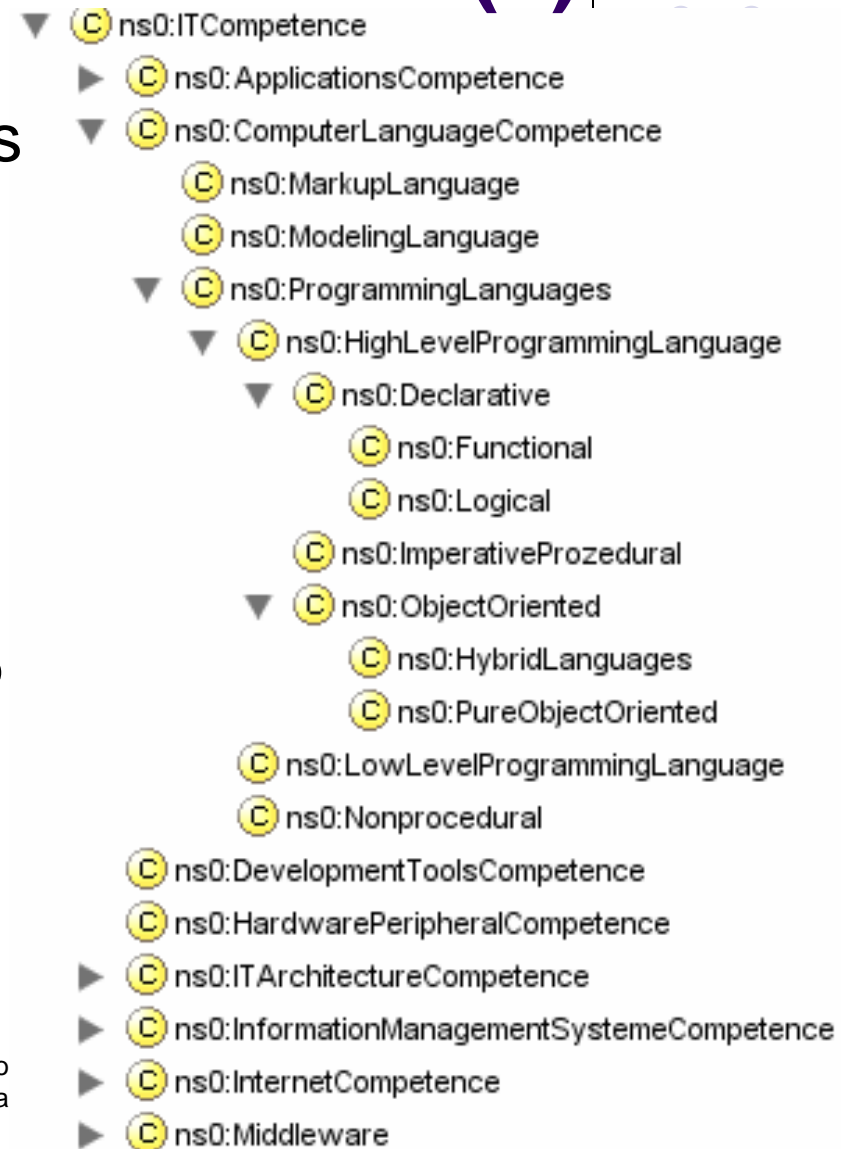 ns0:ITCompetence
ns0:ApplicationsCompetence
s
ns0:ComputerLanguageCompetence
ns0:MarkupLanguage
ns0:ModelingLanguage
ns0:ProgrammingLanguages
ns0:HighLevelProgrammingLanguage
ns0:Declarative
ns0:Functional
ns0:Logical
ns0:ImperativeProzedural
ns0:ObjectOriented
ns0:HybridLanguages
ns0:PureObjectOriented
ns0:LowLevelProgrammingLanguage
ns0:Nonprocedural
ns0:DevelopmentToolsCompetence
ns0:HardwarePeripheralCompetence
ns0:ITArchitectureCompetence
ns0:InformationManagementSystemeCompetence
o
a
ns0:InternetCompetence
ns0:Middleware